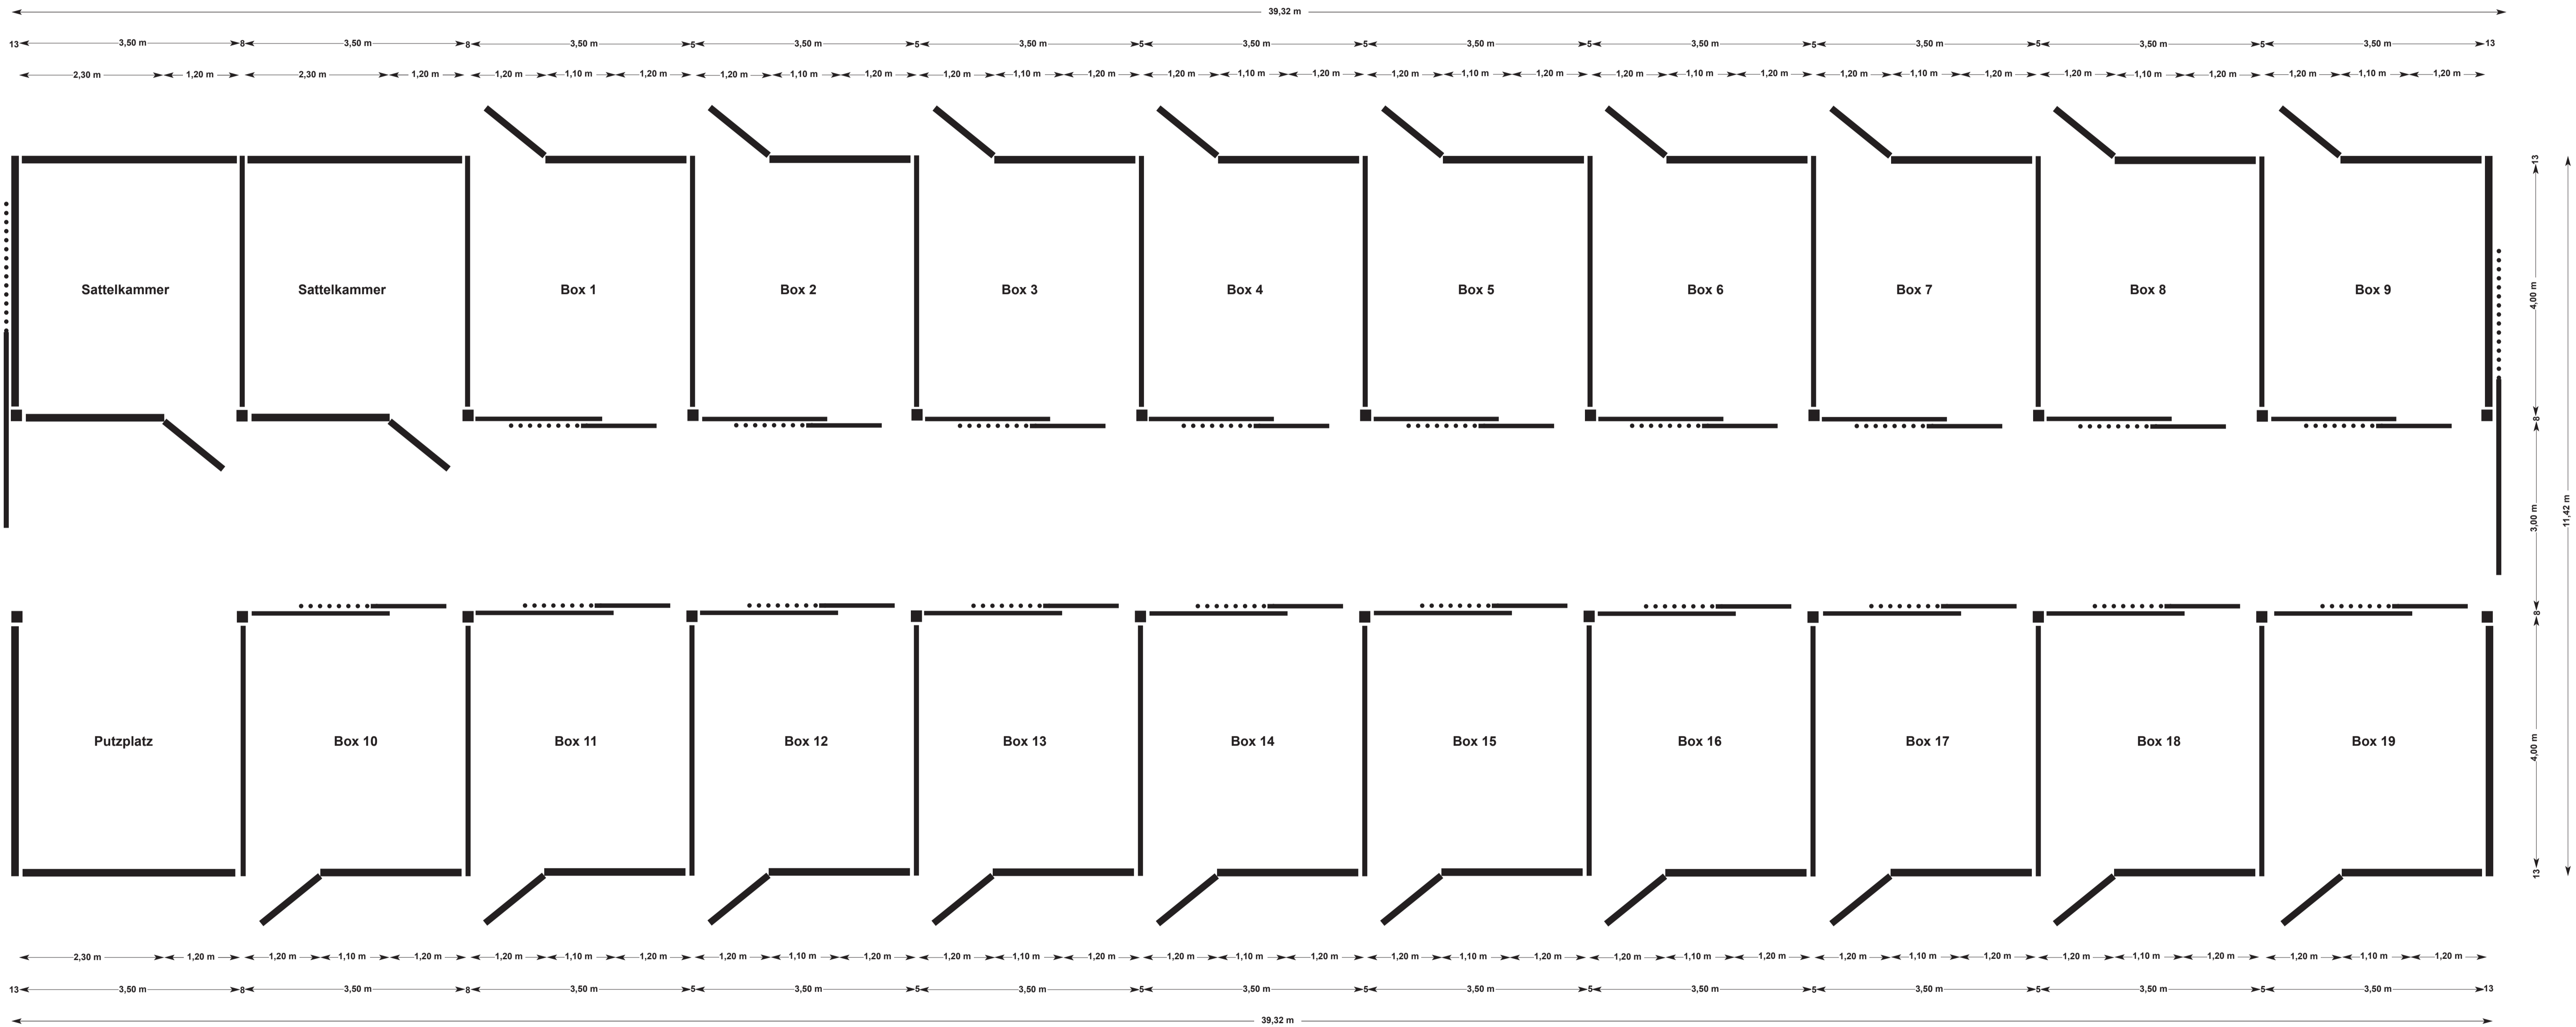 39,32 m
13 3,50 m 8 3,50 m 8 3,50 m 5 3,50 m 5 3,50 m 5 3,50 m 5 3,50 m 5 3,50 m 5 3,50 m 5 3,50 m 5 3,50 m 13
2,30 m 1,20 m 2,30 m 1,20 m 1,20 m 1,10 m 1,20 m 1,20 m 1,10 m 1,20 m 1,20 m 1,10 m 1,20 m 1,20 m 1,10 m 1,20 m 1,20 m 1,10 m 1,20 m 1,20 m 1,10 m 1,20 m 1,20 m 1,10 m 1,20 m 1,20 m 1,10 m 1,20 m 1,20 m 1,10 m 1,20 m
13
Sattelkammer Sattelkammer Box 1 Box 2 Box 3 Box 4 Box 5 Box 6 Box 7 Box 8 Box 9
4,00 m
8
3,00 m
11,42 m
8
Putzplatz Box 10 Box 11 Box 12 Box 13 Box 14 Box 15 Box 16 Box 17 Box 18 Box 19
4,00 m
13
2,30 m 1,20 m 1,20 m 1,10 m 1,20 m 1,20 m 1,10 m 1,20 m 1,20 m 1,10 m 1,20 m 1,20 m 1,10 m 1,20 m 1,20 m 1,10 m 1,20 m 1,20 m 1,10 m 1,20 m 1,20 m 1,10 m 1,20 m 1,20 m 1,10 m 1,20 m 1,20 m 1,10 m 1,20 m 1,20 m 1,10 m 1,20 m
13 3,50 m 8 3,50 m 8 3,50 m 5 3,50 m 5 3,50 m 5 3,50 m 5 3,50 m 5 3,50 m 5 3,50 m 5 3,50 m 5 3,50 m 13
39,32 m